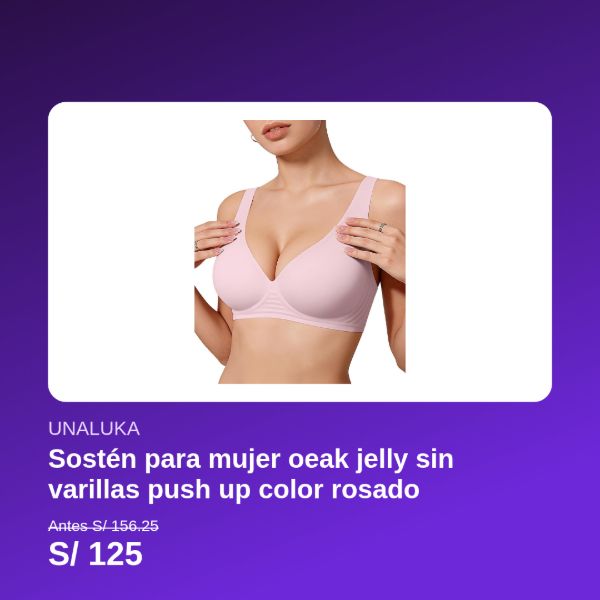 UNALUKA
Sostén para mujer oeak jelly sin
varillas push up color rosado
Antes S/ 156.25
S/ 125